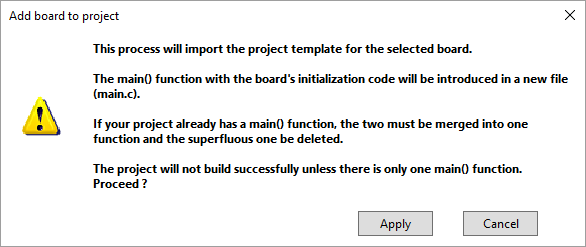 Add board to project
This process will import the project template for the selected board.
The main() function with the board's initialization code will be introduced in a new file
(main.c).
If your project already has a main() function, the two must be merged into one
function and the superfluous one be deleted.
The project will not build successfully unless there is only one main() function.
Proceed ?
Apply
Cancel